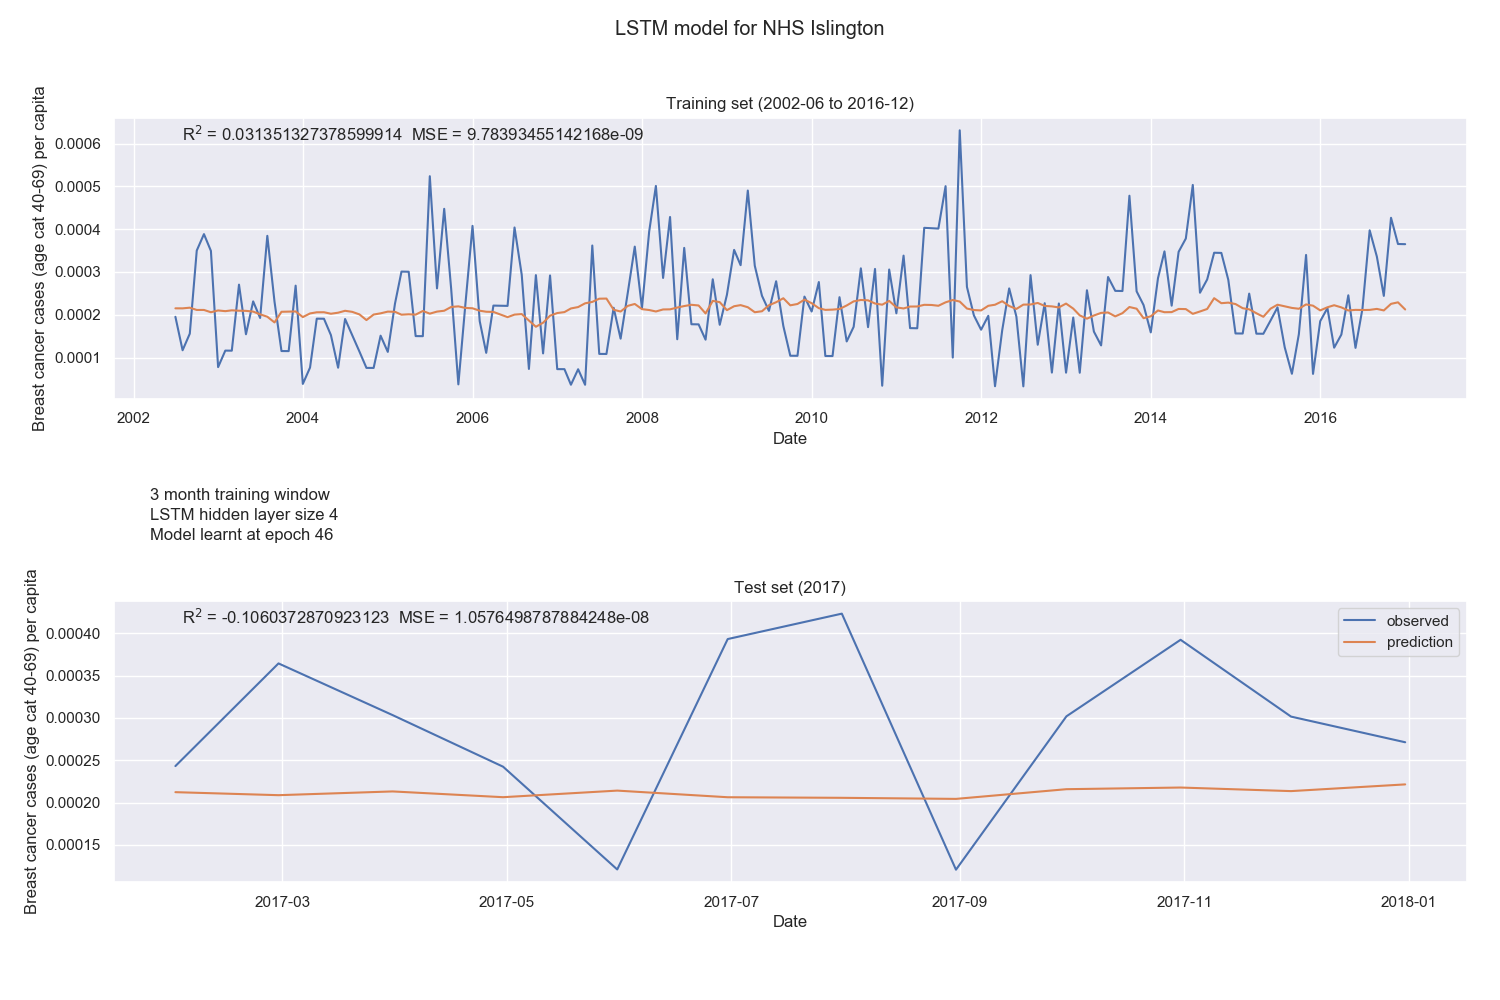 LSTM model for NHS Islington
Training set (2002-06 to 2016-12)
R² = 0.031351327378599914 MSE = 9.78393455142168e-09
Breast cancer cases (age cat 40-69) per capita
0.0006
0.0005
0.0004
0.0003
0.0002
0.0001
2002 2004 2006 2008 2010 2012 2014 2016
Date
3 month training window
LSTM hidden layer size 4
Model learnt at epoch 46
Test set (2017)
R² = -0.1060372870923123 MSE = 1.0576498787884248e-08
observed
prediction
Breast cancer cases (age cat 40-69) per capita
0.00040
0.00035
0.00030
0.00025
0.00020
0.00015
2017-03 2017-05 2017-07 2017-09 2017-11 2018-01
Date